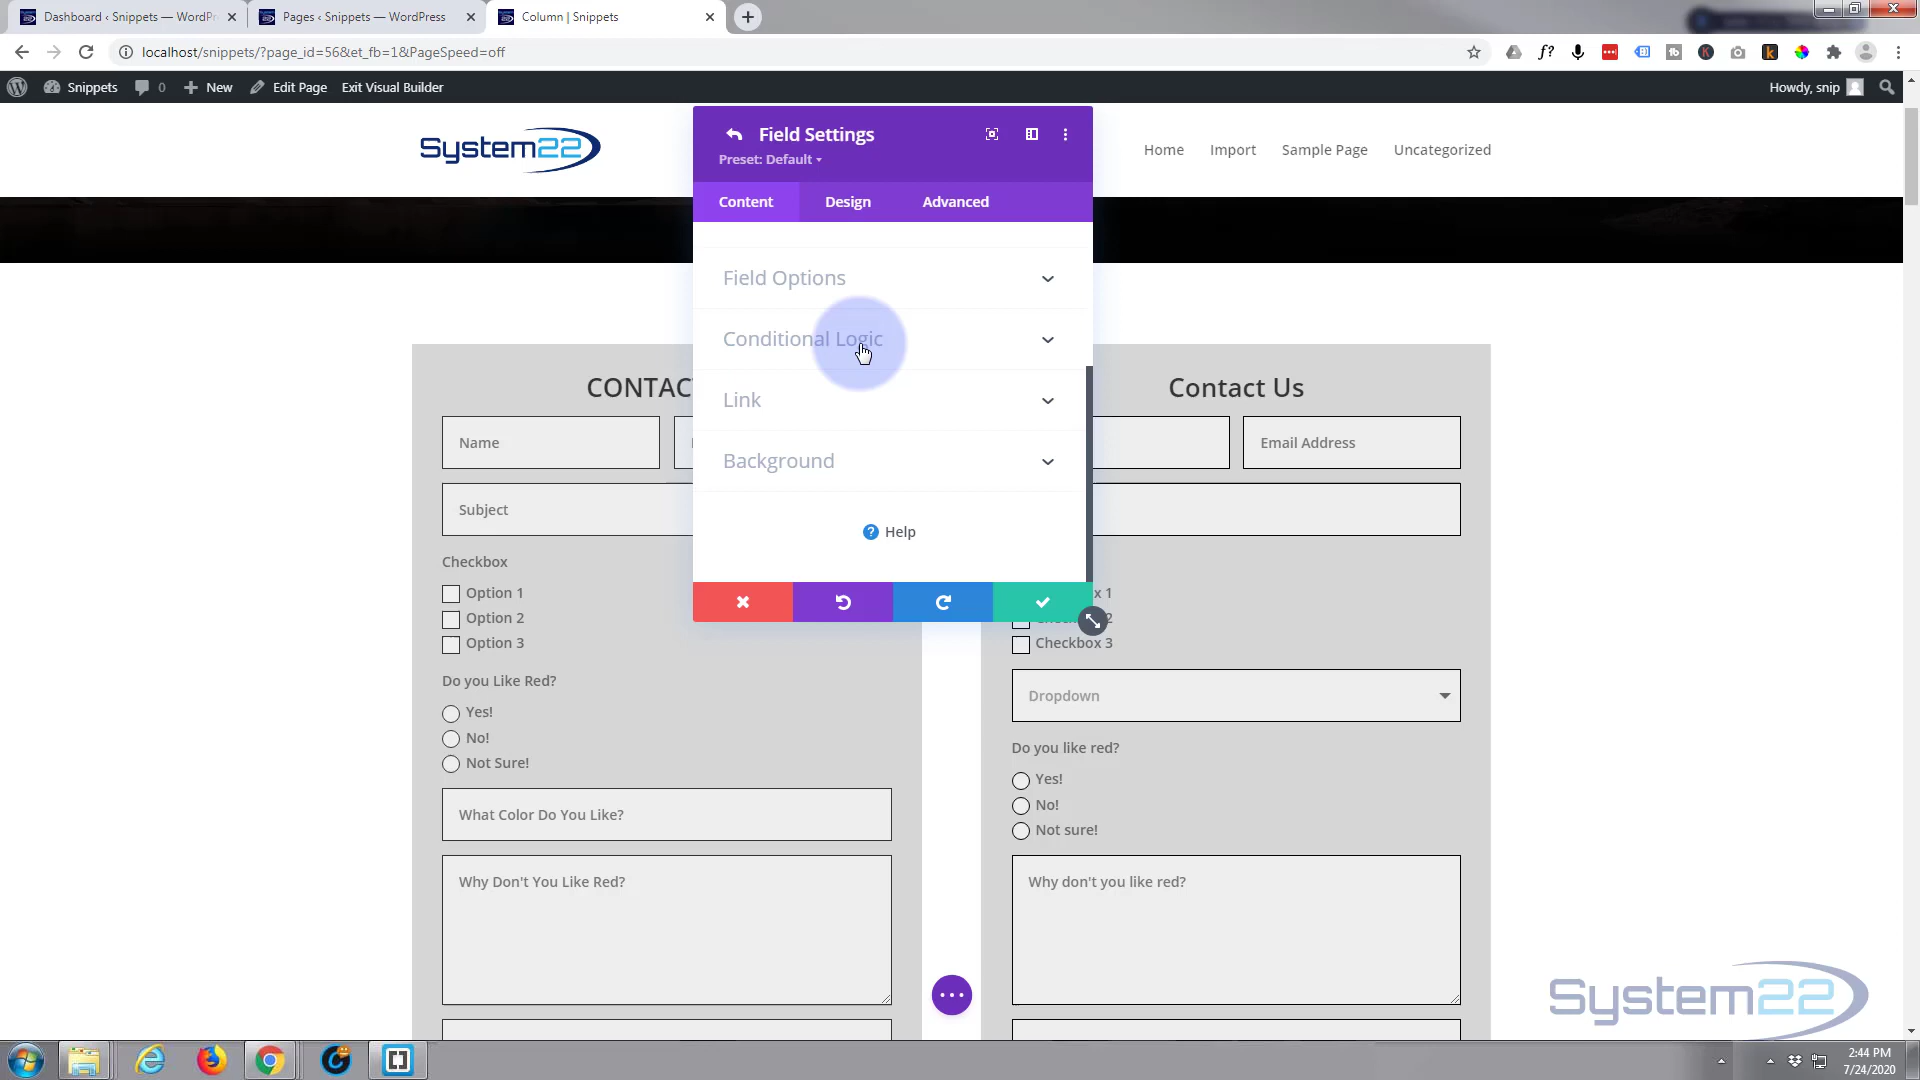 Dashboard ‹ Snippets — WordPr
Pages ‹ Snippets — WordPress
Column | Snippets
localhost/snippets/?page_id=56&et_fb=1&PageSpeed=off
Snippets
0
New
Edit Page
Exit Visual Builder
Howdy, snip
System22
Field Settings
Preset: Default
Home
Import
Sample Page
Uncategorized
Content
Design
Advanced
Field Options
Conditional Logic
Link
Background
Help
CONTAC
Contact Us
Name
Email Address
Subject
Checkbox
Option 1
Option 2
Option 3
x 1
Checkbox 3
Do you Like Red?
Yes!
No!
Not Sure!
Dropdown
Do you like red?
Yes!
No!
Not sure!
What Color Do You Like?
Why Don't You Like Red?
Why don't you like red?
System22
2:44 PM
7/24/2020